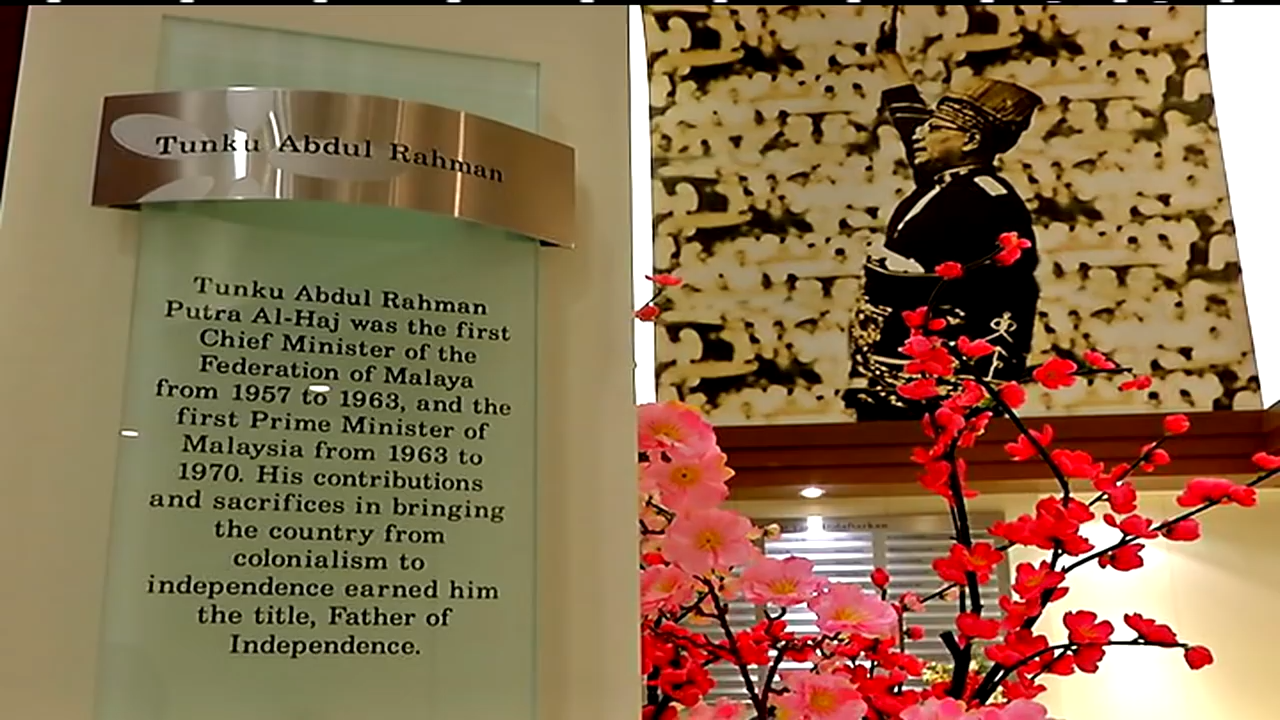 Tunku Abdul Rahman
Tunku Abdul Rahman
Putra Al-Haj was the first
Chief Minister of the
Federation of Malaya
from 1957 to 1963, and the
first Prime Minister of
Malaysia from 1963 to
1970. His contributions
and sacrifices in bringing
the country from
colonialism to
independence earned him
the title, Father of
Independence.